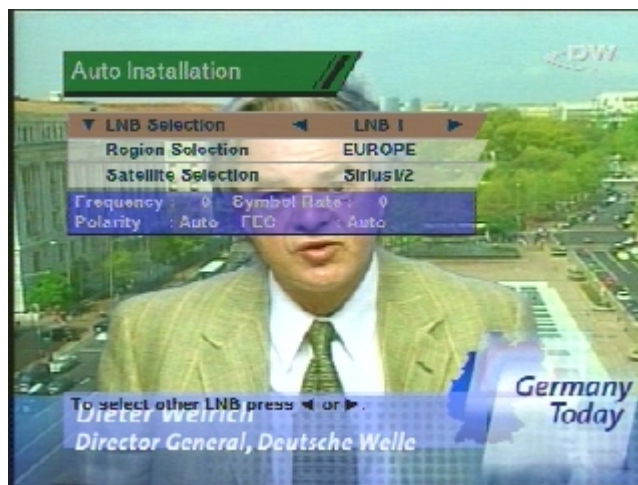 DW
Auto Installation
▼ LNB Selection ◄ LNB 1 ►
Region Selection EUROPE
Satellite Selection Sirius1/2
Frequency : 0 Symbol Rate : 0
Polarity : Auto FEC : Auto
Germany
Today
To select other LNB press ◄ or ►.
Dieter Weirich
Director General, Deutsche Welle